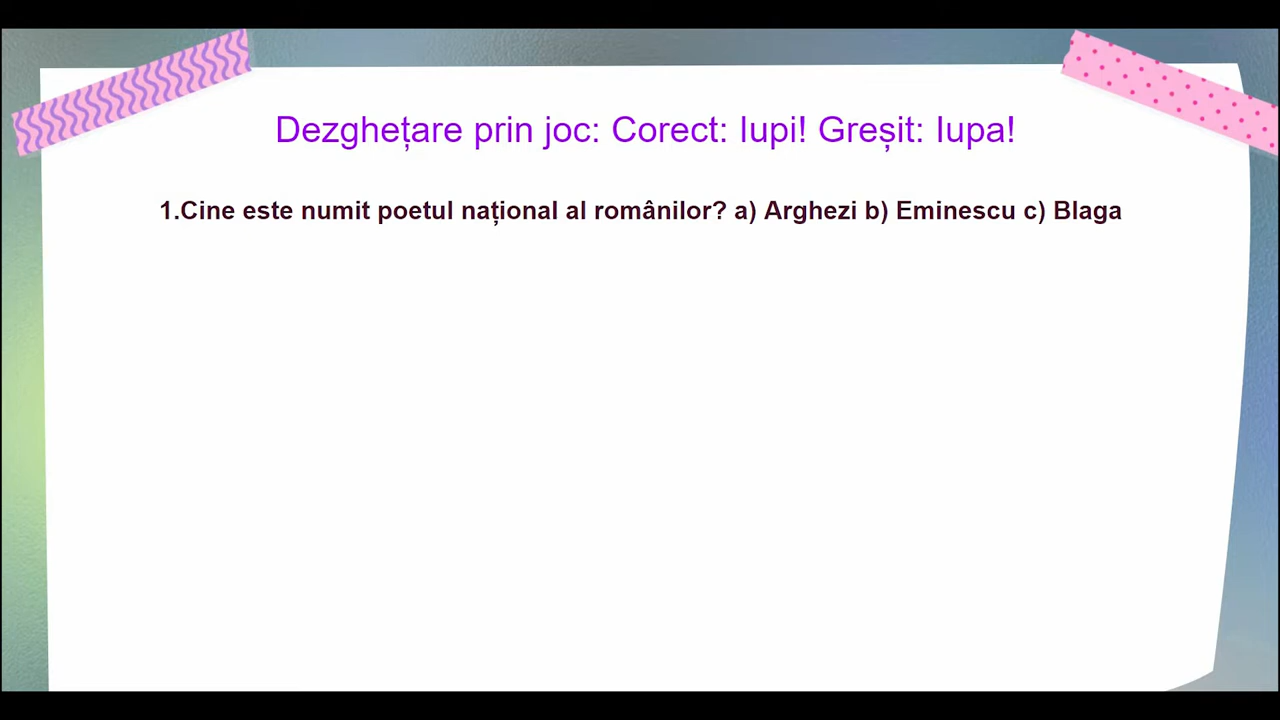 Dezghețare prin joc: Corect: Iupi! Greșit: Iupa!
1.Cine este numit poetul național al românilor? a) Arghezi b) Eminescu c) Blaga